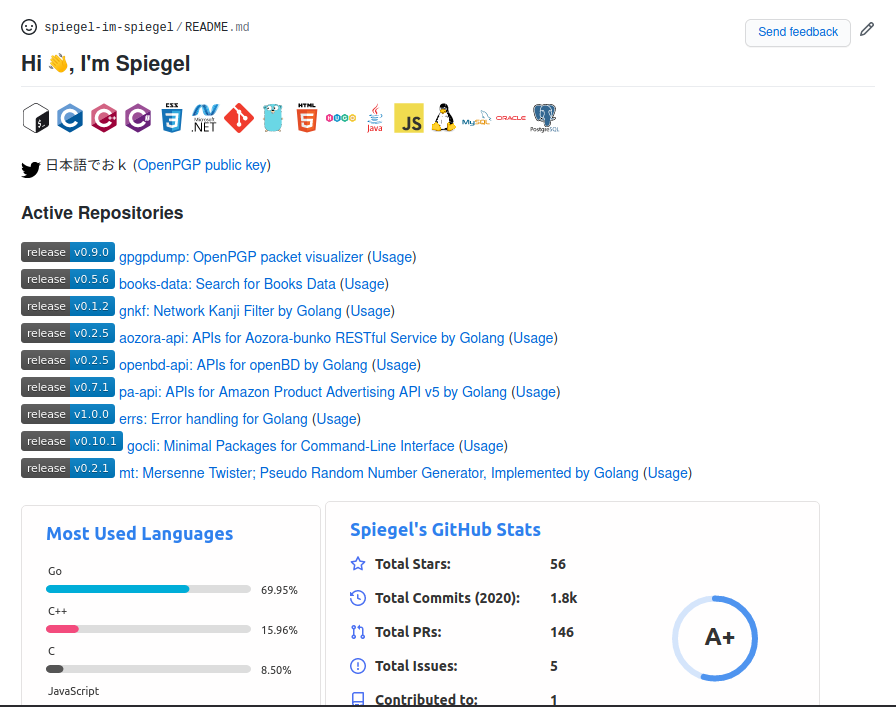 spiegel-im-spiegel/README.md
Send feedback
Hi 👋, I'm Spiegel
CSS
Microsoft .NET
HTML
HUGO
Java
JS
MySQL
ORACLE
PostgreSQL
日本語でおｋ (OpenPGP public key)
Active Repositories
release v0.9.0 gpgpdump: OpenPGP packet visualizer (Usage)
release v0.5.6 books-data: Search for Books Data (Usage)
release v0.1.2 gnkf: Network Kanji Filter by Golang (Usage)
release v0.2.5 aozora-api: APIs for Aozora-bunko RESTful Service by Golang (Usage)
release v0.2.5 openbd-api: APIs for openBD by Golang (Usage)
release v0.7.1 pa-api: APIs for Amazon Product Advertising API v5 by Golang (Usage)
release v1.0.0 errs: Error handling for Golang (Usage)
release v0.10.1 gocli: Minimal Packages for Command-Line Interface (Usage)
release v0.2.1 mt: Mersenne Twister; Pseudo Random Number Generator, Implemented by Golang (Usage)
Most Used Languages
Go
69.95%
C++
15.96%
C
8.50%
JavaScript
Spiegel's GitHub Stats
Total Stars: 56
Total Commits (2020): 1.8k
Total PRs: 146
Total Issues: 5
Contributed to: 1
A+